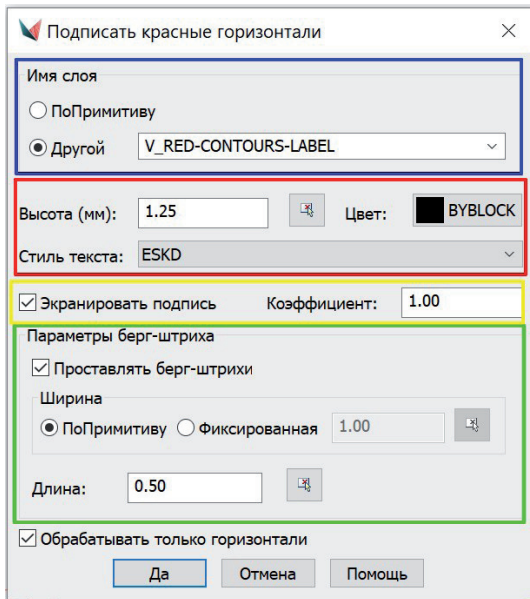 Подписать красные горизонтали
Имя слоя
ПоПримитиву
Другой V_RED-CONTOURS-LABEL
Высота (мм): 1.25 Цвет: BYBLOCK
Стиль текста: ESKD
Экранировать подпись Коэффициент: 1.00
Параметры берг-штриха
Проставлять берг-штрихи
Ширина
ПоПримитиву Фиксированная 1.00
Длина: 0.50
Обрабатывать только горизонтали
Да Отмена Помощь